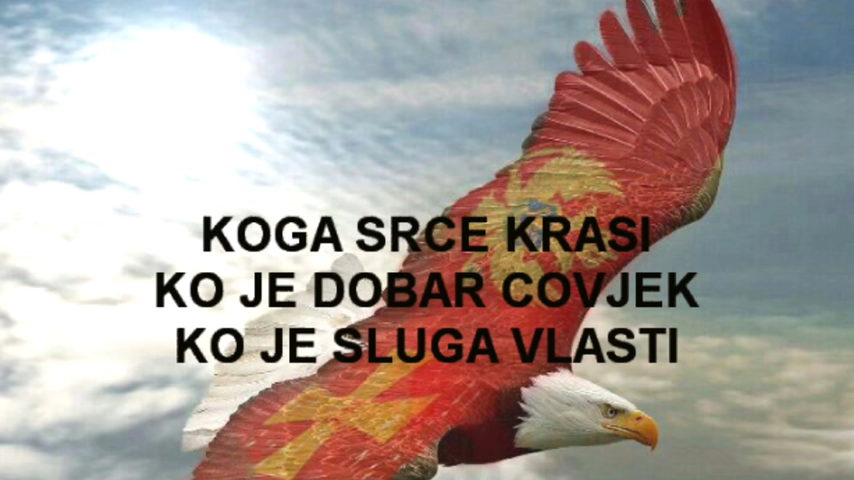 KOGA SRCE KRASI
KO JE DOBAR COVJEK
KO JE SLUGA VLASTI